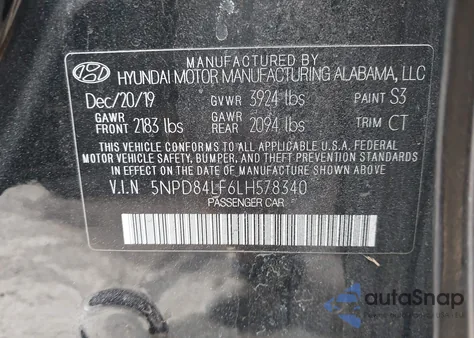 MANUFACTURED BY
HYUNDAI MOTOR MANUFACTURING ALABAMA, LLC
Dec/20/19 GVWR 3924 lbs PAINT S3
GAWR FRONT 2183 lbs GAWR REAR 2094 lbs TRIM CT
THIS VEHICLE CONFORMS TO ALL APPLICABLE U.S.A. FEDERAL
MOTOR VEHICLE SAFETY, BUMPER, AND THEFT PREVENTION STANDARDS
IN EFFECT ON THE DATE OF MANUFACTURE SHOWN ABOVE.
V.I.N 5NPD84LF6LH578340
PASSENGER CAR
autoSnap